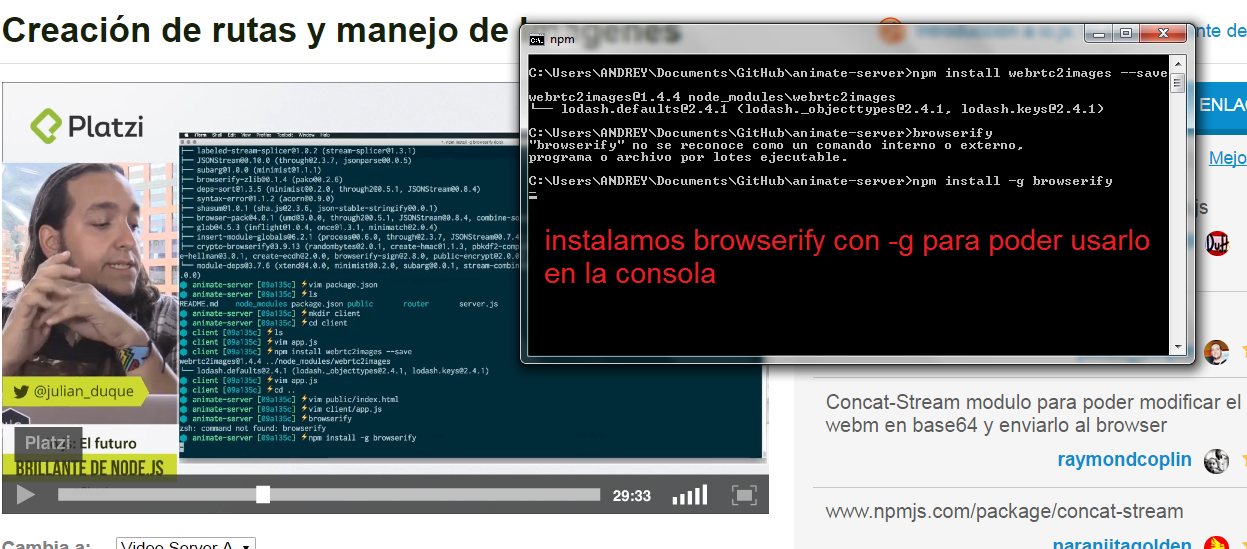 Creación de rutas y manejo de Imágenes
Introducción a io.js
nte de
Platzi
iTerm Shell Edit View Profiles Toolbelt Window Help
├── labeled-stream-splicer@1.0.2 (stream-splicer@1.3.1)
├── JSONStream@0.10.0 (through@2.3.7, jsonparse@0.0.5)
├── subarg@1.0.0 (minimist@1.1.1)
├── browserify-zlib@0.1.4 (pako@0.2.6)
├── deps-sort@1.3.5 (minimist@0.2.0, through2@0.5.1, JSONStream@0.8.4)
├── syntax-error@1.1.2 (acorn@0.9.0)
├── shasum@1.0.1 (sha.js@2.3.6, json-stable-stringify@0.0.1)
├── browser-pack@4.0.1 (umd@3.0.0, through2@0.5.1, JSONStream@0.8.4, combine-so
├── glob@4.5.3 (inflight@1.0.4, once@1.3.1, minimatch@2.0.4)
├── insert-module-globals@6.2.1 (process@0.6.0, through@2.3.7, JSONStream@0.7.4
├── crypto-browserify@3.9.13 (randombytes@2.0.1, create-hmac@1.1.3, pbkdf2-comp
e-hellman@3.0.1, create-ecdh@2.0.0, browserify-sign@2.8.0, public-encrypt@2.0.0
└── module-deps@3.7.6 (xtend@4.0.0, minimist@0.2.0, subarg@0.0.1, stream-combin
.0.0)
animate-server [09a135c] ⚡vim package.json
animate-server [09a135c] ⚡ls
README.md node_modules package.json public router server.js
animate-server [09a135c] ⚡mkdir client
animate-server [09a135c] ⚡cd client
client [09a135c] ⚡ls
client [09a135c] ⚡vim app.js
client [09a135c] ⚡npm install webrtc2images --save
webrtc2images@1.4.4 ../node_modules/webrtc2images
└── lodash.defaults@2.4.1 (lodash._objecttypes@2.4.1, lodash.keys@2.4.1)
client [09a135c] ⚡vim app.js
client [09a135c] ⚡cd ..
animate-server [09a135c] ⚡vim public/index.html
animate-server [09a135c] ⚡vim client/app.js
animate-server [09a135c] ⚡browserify
zsh: command not found: browserify
animate-server [09a135c] ⚡npm install -g browserify
@julian_duque
Platzi
s: El futuro
BRILLANTE DE NODE.JS
29:33
Cambia a:
Video Server A
npm
C:\Users\ANDREY\Documents\GitHub\animate-server>npm install webrtc2images --save
webrtc2images@1.4.4 node_modules\webrtc2images
└── lodash.defaults@2.4.1 (lodash._objecttypes@2.4.1, lodash.keys@2.4.1)
C:\Users\ANDREY\Documents\GitHub\animate-server>browserify
"browserify" no se reconoce como un comando interno o externo,
programa o archivo por lotes ejecutable.
C:\Users\ANDREY\Documents\GitHub\animate-server>npm install -g browserify
instalamos browserify con -g para poder usarlo
en la consola
ENLAC
Mejo
Duff
Concat-Stream modulo para poder modificar el
webm en base64 y enviarlo al browser
raymondcoplin
www.npmjs.com/package/concat-stream
naranjitagolden